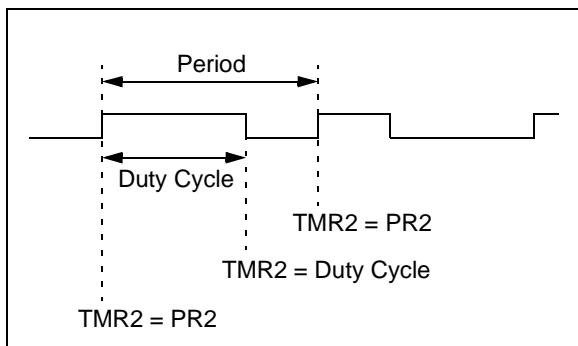 Period
Duty Cycle
TMR2 = PR2
TMR2 = Duty Cycle
TMR2 = PR2